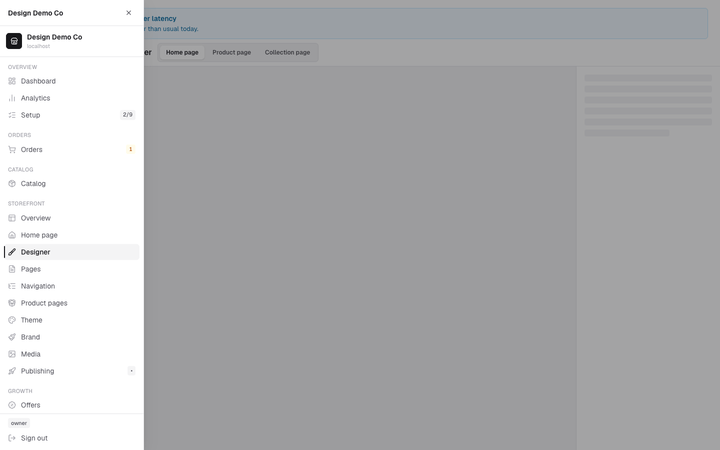 Design Demo Co
Design Demo Co
localhost
OVERVIEW
Dashboard
Analytics
Setup 2/9
ORDERS
Orders 1
CATALOG
Catalog
STOREFRONT
Overview
Home page
Designer
Pages
Navigation
Product pages
Theme
Brand
Media
Publishing -
GROWTH
Offers
owner
Sign out
latency
than usual today.
Home page Product page Collection page